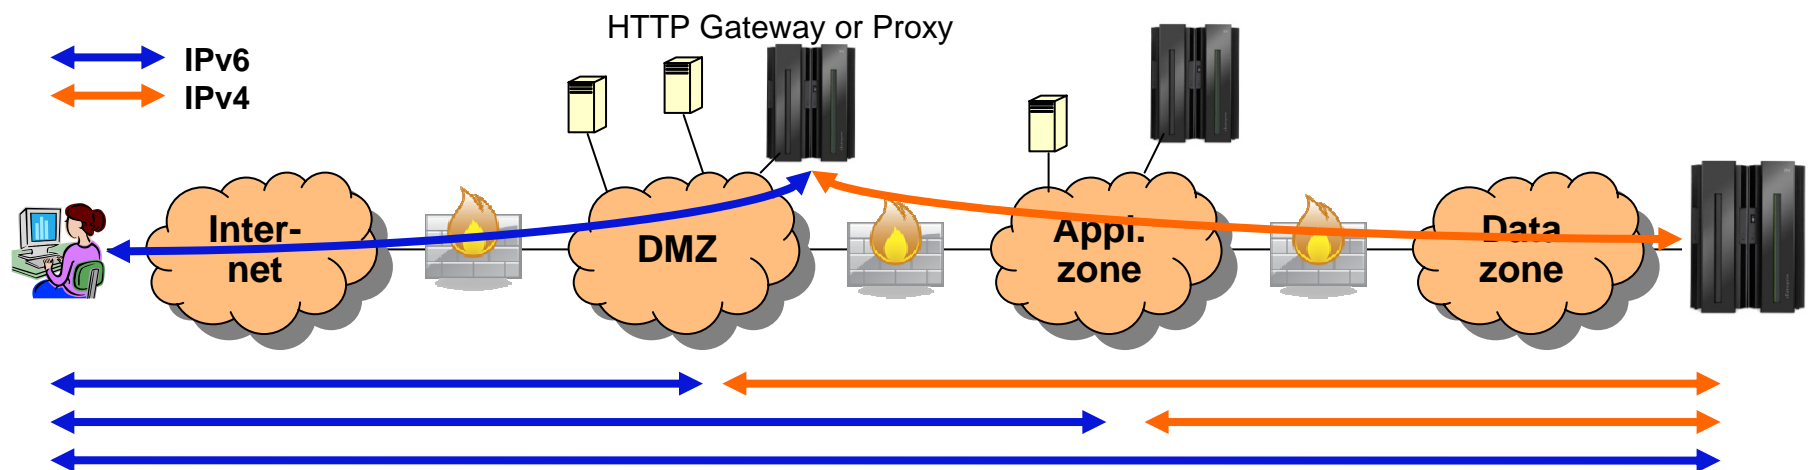 HTTP Gateway or Proxy
IPv6
IPv4
Inter-
net
DMZ
Appl.
zone
Data
zone